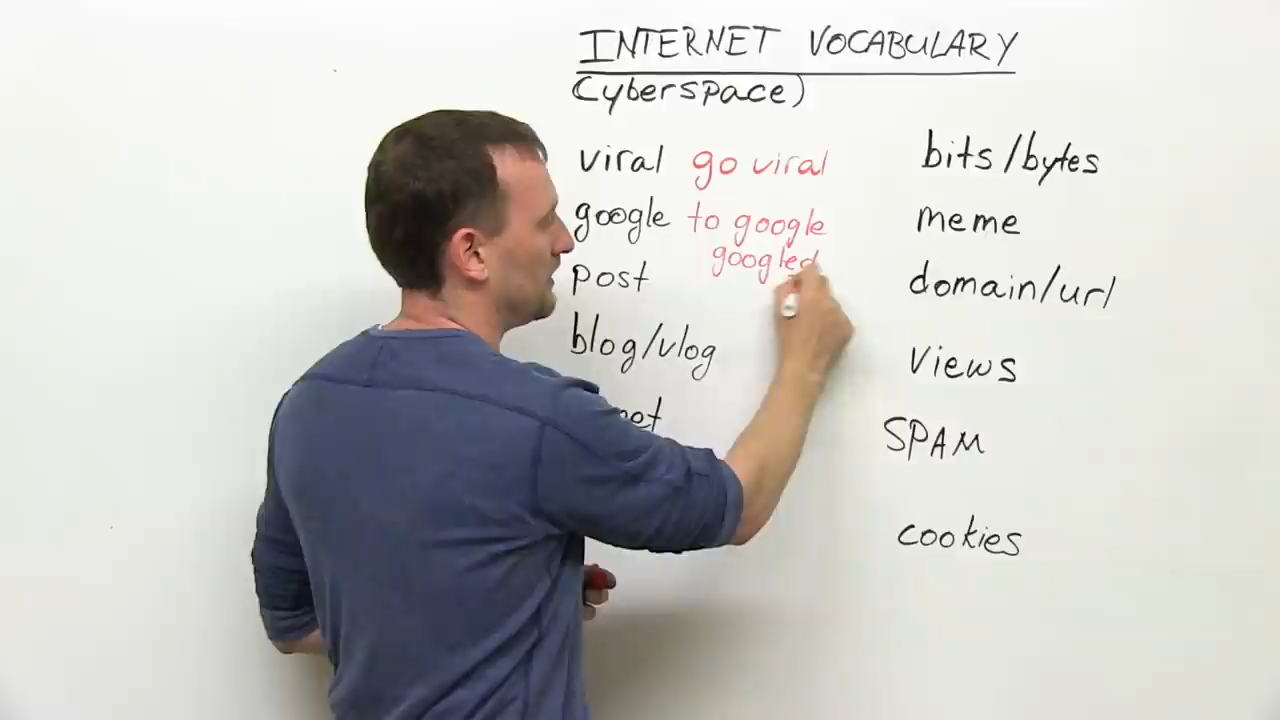 INTERNET VOCABULARY
Cyberspace)
viral go viral
google to google
googled
post
blog/vlog
bits/bytes
meme
domain/url
views
SPAM
cookies